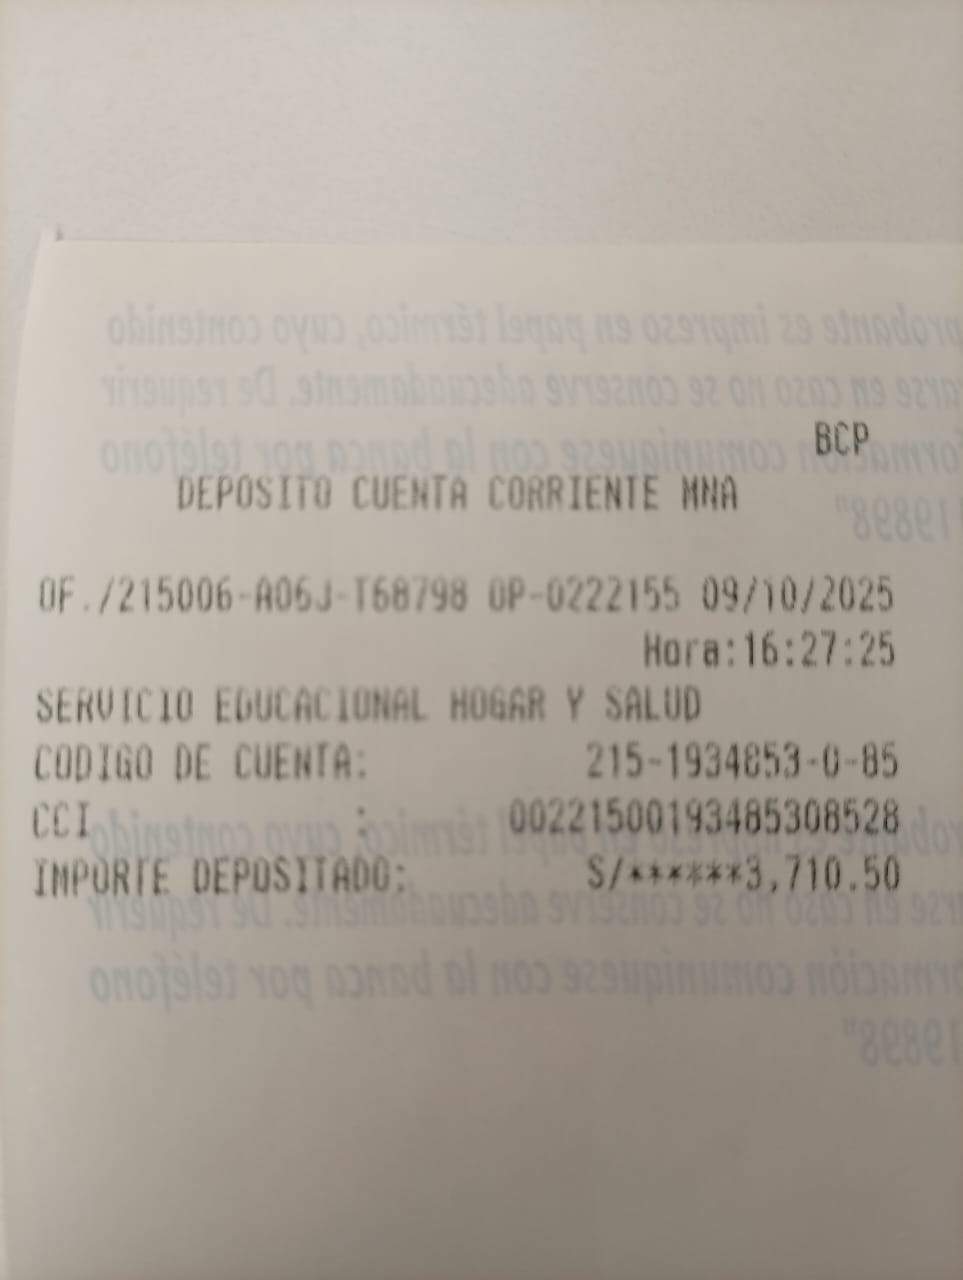 BCP
DEPOSITO CUENTA CORRIENTE MNA
OF./215006-A06J-T68798 OP-0222155 09/10/2025
Hora:16:27:25
SERVICIO EDUCACIONAL HOGAR Y SALUD
CODIGO DE CUENTA: 215-1934853-0-85
CCI : 00221500193485308528
IMPORTE DEPOSITADO: S/******3,710.50